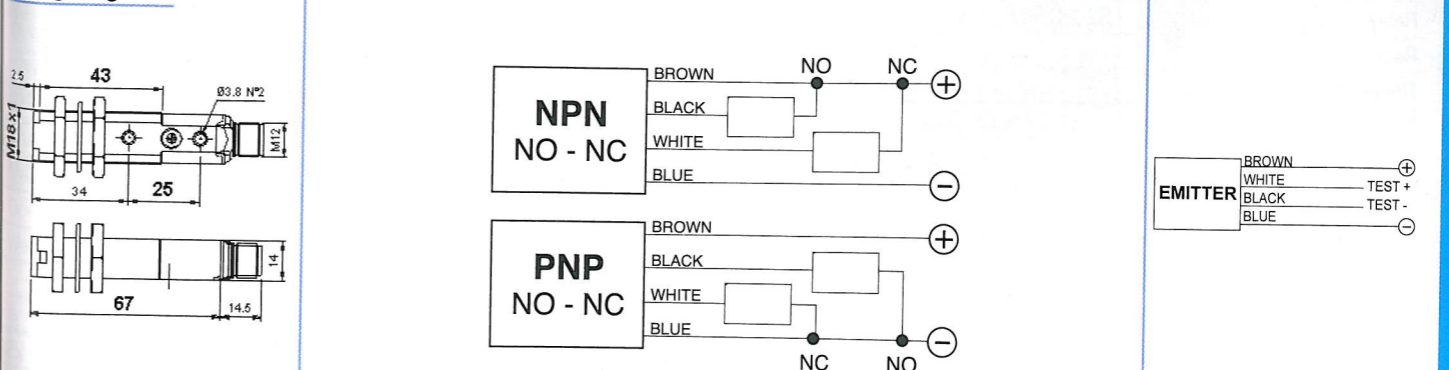 2.5
43
Ø3.8 N°2
M18x1
M12
34
25
67
14
14.5
NPN
NO - NC
BROWN
BLACK
WHITE
BLUE
NO
NC
+
-
PNP
NO - NC
BROWN
BLACK
WHITE
BLUE
+
-
NC
NO
EMITTER
BROWN
WHITE
BLACK
BLUE
+
TEST +
TEST -
-